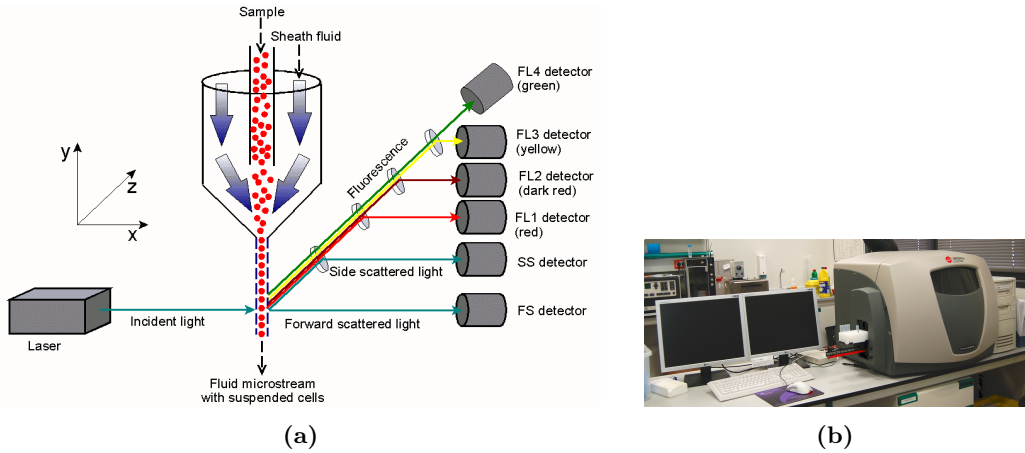 Sample
Sheath fluid
FL4 detector
(green)
FL3 detector
(yellow)
FL2 detector
(dark red)
FL1 detector
(red)
SS detector
FS detector
Fluorescence
Side scattered light
Forward scattered light
y
z
x
Incident light
Laser
Fluid microstream
with suspended cells
(a)
(b)